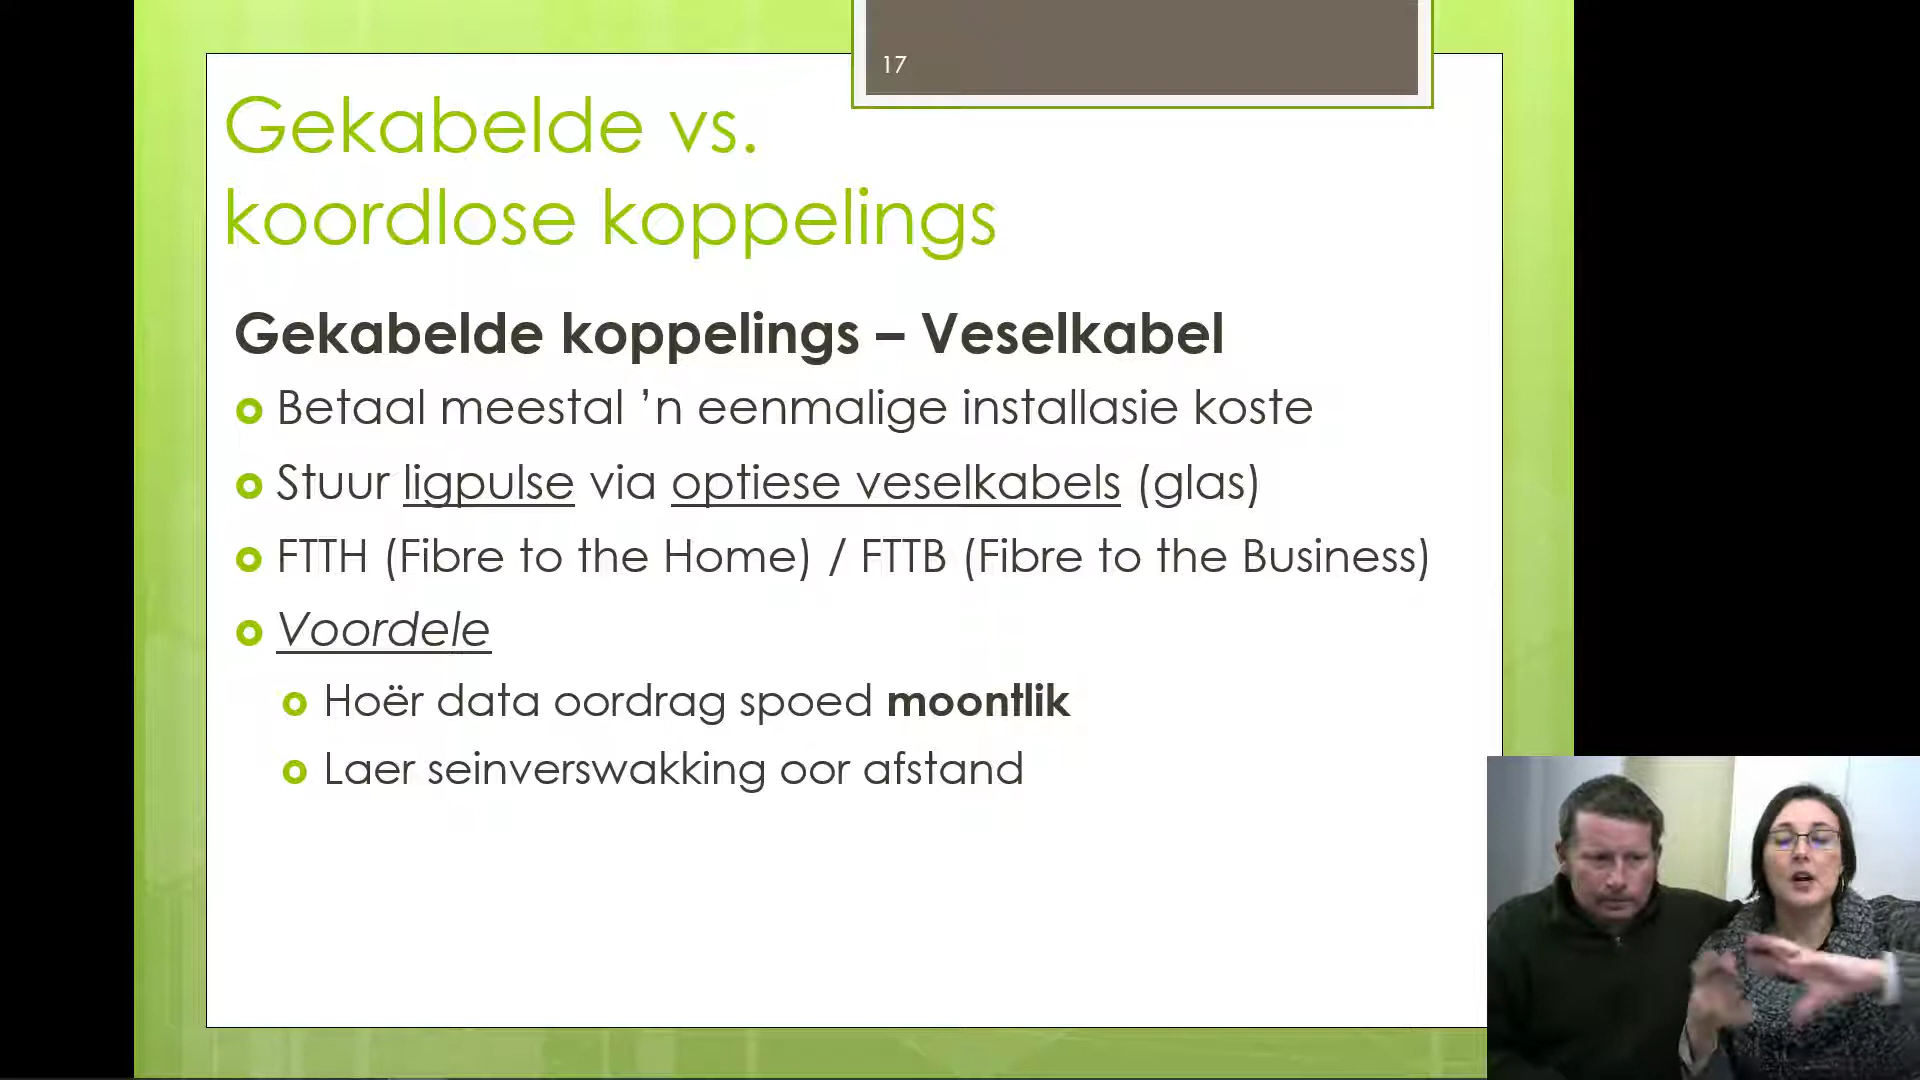 17
Gekabelde vs.
koordlose koppelings
Gekabelde koppelings – Veselkabel
Betaal meestal ’n eenmalige installasie koste
Stuur ligpulse via optiese veselkabels (glas)
FTTH (Fibre to the Home) / FTTB (Fibre to the Business)
Voordele
Hoër data oordrag spoed moontlik
Laer seinverswakking oor afstand